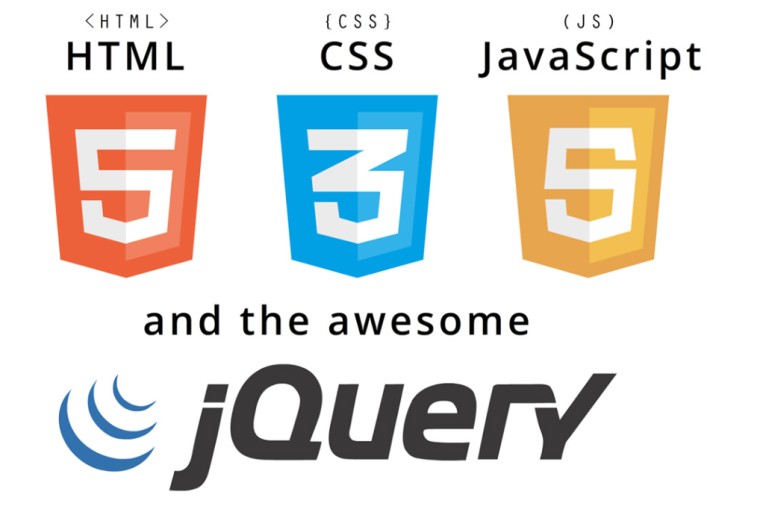 <HTML> {CSS} (JS)
HTML CSS JavaScript
5 3 5
and the awesome
jQuery